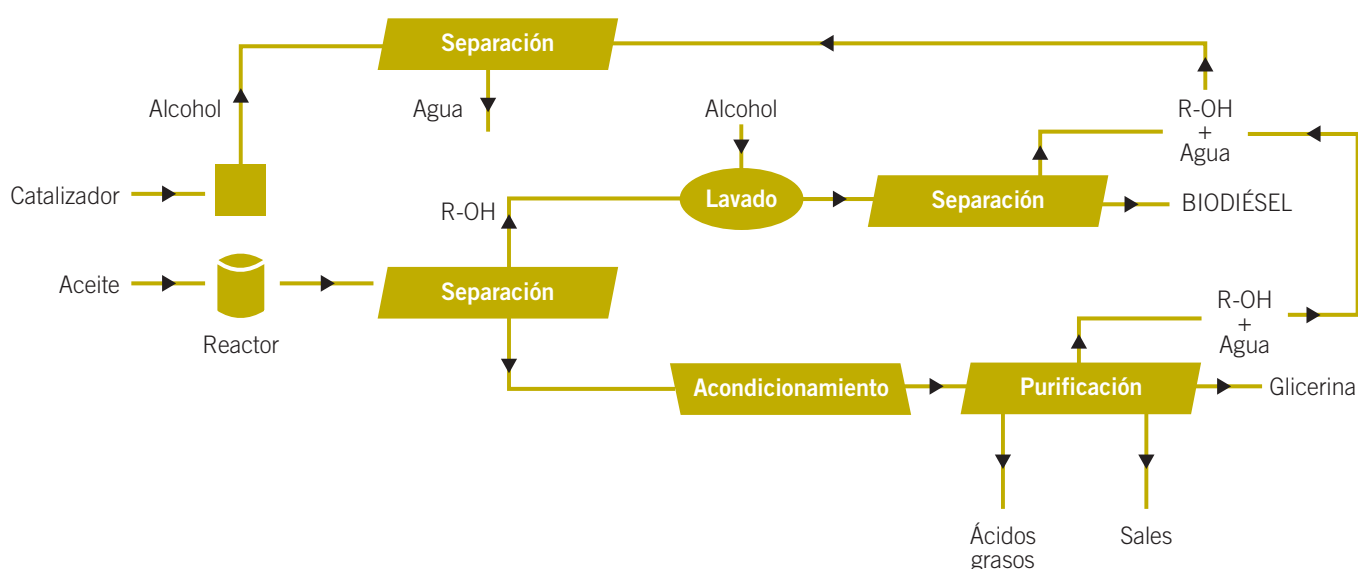 Separación
Alcohol
Agua
Alcohol
R-OH
+
Agua
Catalizador
R-OH
Lavado
Separación
BIODIÉSEL
Aceite
Reactor
Separación
R-OH
+
Agua
Acondicionamiento
Purificación
Glicerina
Ácidos
grasos
Sales